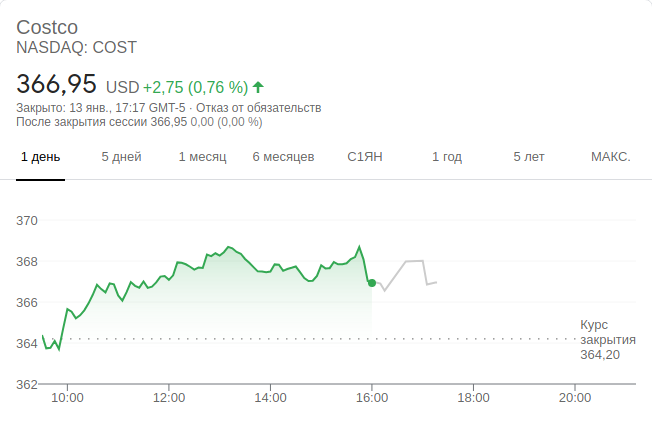 Costco
NASDAQ: COST
366,95 USD +2,75 (0,76 %)
Закрыто: 13 янв., 17:17 GMT-5 · Отказ от обязательств
После закрытия сессии 366,95 0,00 (0,00 %)
1 день 5 дней 1 месяц 6 месяцев С1ЯН 1 год 5 лет МАКС.
370
368
366
Курс
364 закрытия
364,20
362
10:00 12:00 14:00 16:00 18:00 20:00